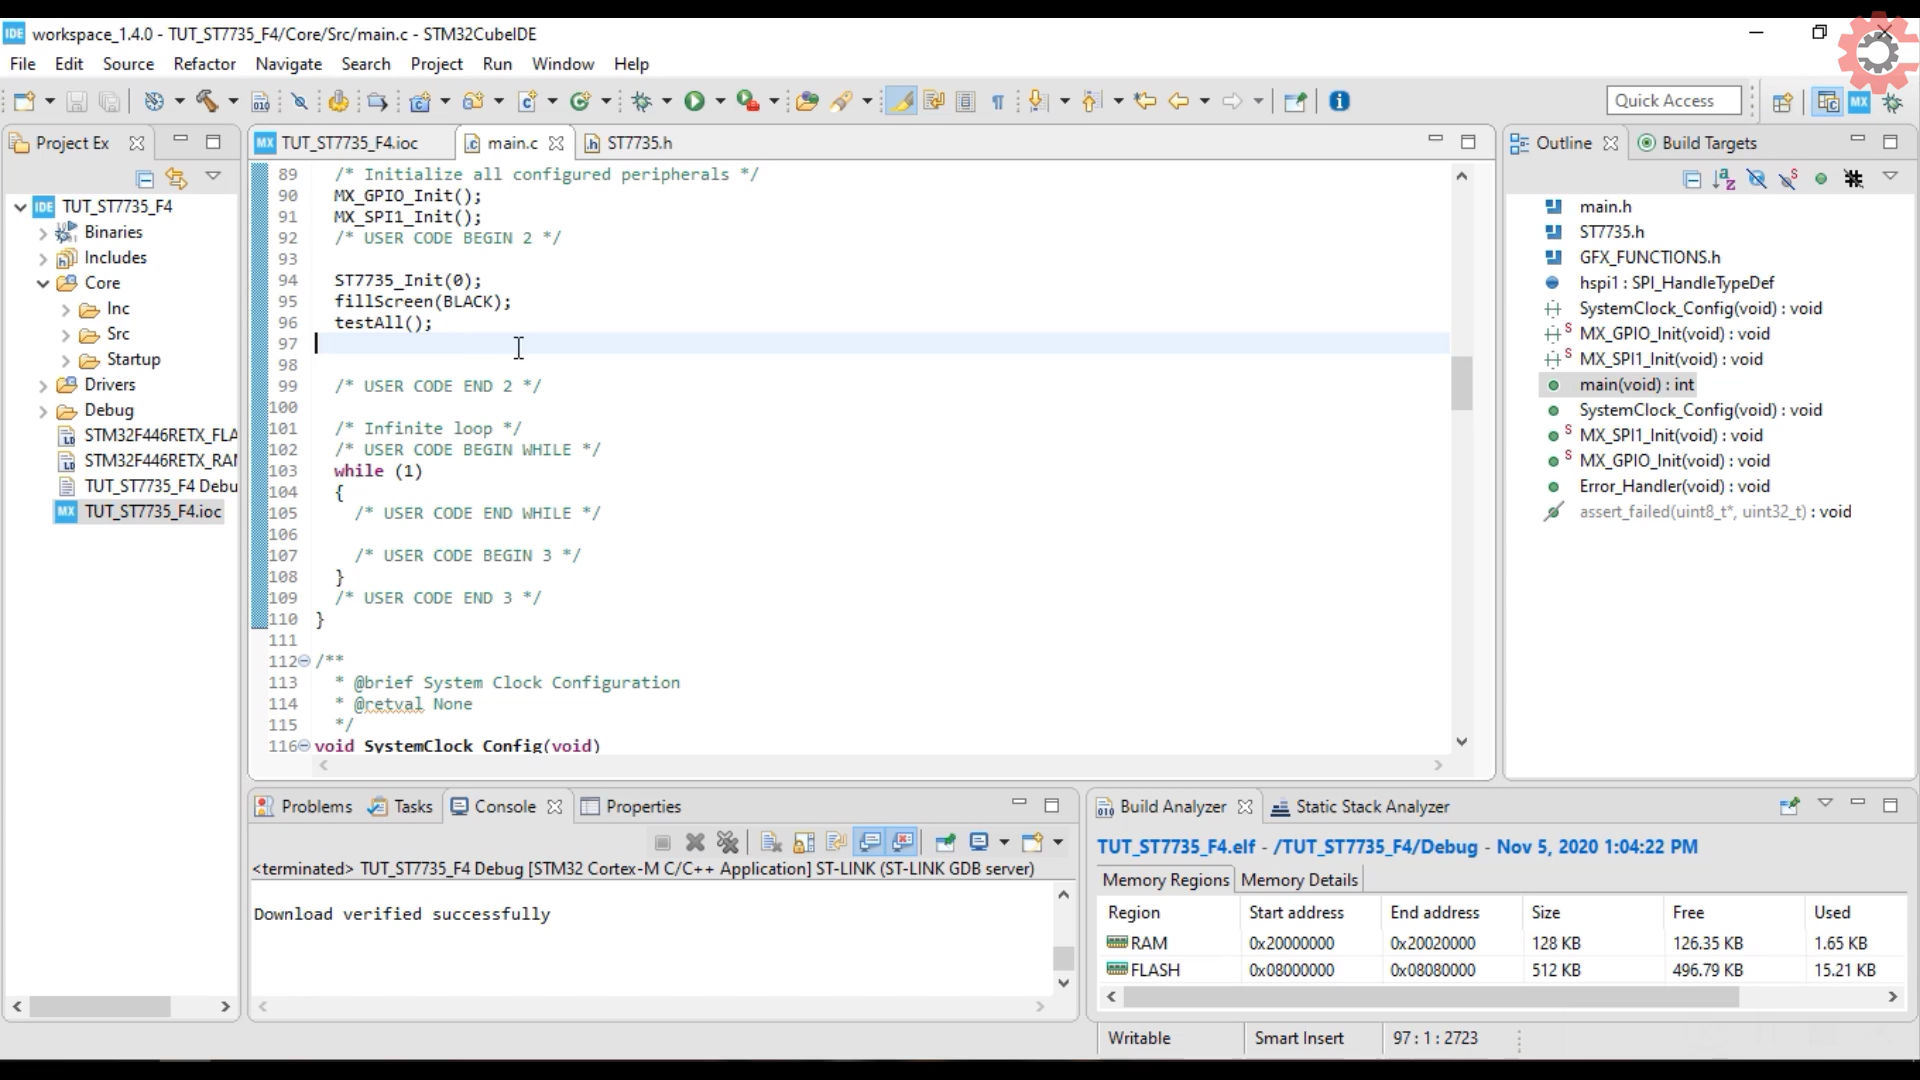 IDE workspace_1.4.0 - TUT_ST7735_F4/Core/Src/main.c - STM32CubeIDE
File Edit Source Refactor Navigate Search Project Run Window Help
Quick Access
Project Ex
MX TUT_ST7735_F4.ioc
main.c
ST7735.h
Outline
Build Targets
IDE TUT_ST7735_F4
Binaries
Includes
Core
Inc
Src
Startup
Drivers
Debug
STM32F446RETX_FLA
STM32F446RETX_RAM
TUT_ST7735_F4 Debu
MX TUT_ST7735_F4.ioc
89 /* Initialize all configured peripherals */
90 MX_GPIO_Init();
91 MX_SPI1_Init();
92 /* USER CODE BEGIN 2 */
93
94 ST7735_Init(0);
95 fillScreen(BLACK);
96 testAll();
97
98
99 /* USER CODE END 2 */
100
101 /* Infinite loop */
102 /* USER CODE BEGIN WHILE */
103 while (1)
104 {
105 /* USER CODE END WHILE */
106
107 /* USER CODE BEGIN 3 */
108 }
109 /* USER CODE END 3 */
110 }
111
112 /**
113 * @brief System Clock Configuration
114 * @retval None
115 */
116 void SystemClock_Config(void)
main.h
ST7735.h
GFX_FUNCTIONS.h
hspi1 : SPI_HandleTypeDef
SystemClock_Config(void) : void
MX_GPIO_Init(void) : void
MX_SPI1_Init(void) : void
main(void) : int
SystemClock_Config(void) : void
MX_SPI1_Init(void) : void
MX_GPIO_Init(void) : void
Error_Handler(void) : void
assert_failed(uint8_t*, uint32_t) : void
Problems Tasks Console Properties
<terminated> TUT_ST7735_F4 Debug [STM32 Cortex-M C/C++ Application] ST-LINK (ST-LINK GDB server)
Download verified successfully
Build Analyzer Static Stack Analyzer
TUT_ST7735_F4.elf - /TUT_ST7735_F4/Debug - Nov 5, 2020 1:04:22 PM
Memory Regions Memory Details
Region Start address End address Size Free Used
RAM 0x20000000 0x20020000 128 KB 126.35 KB 1.65 KB
FLASH 0x08000000 0x08080000 512 KB 496.79 KB 15.21 KB
Writable Smart Insert 97 : 1 : 2723